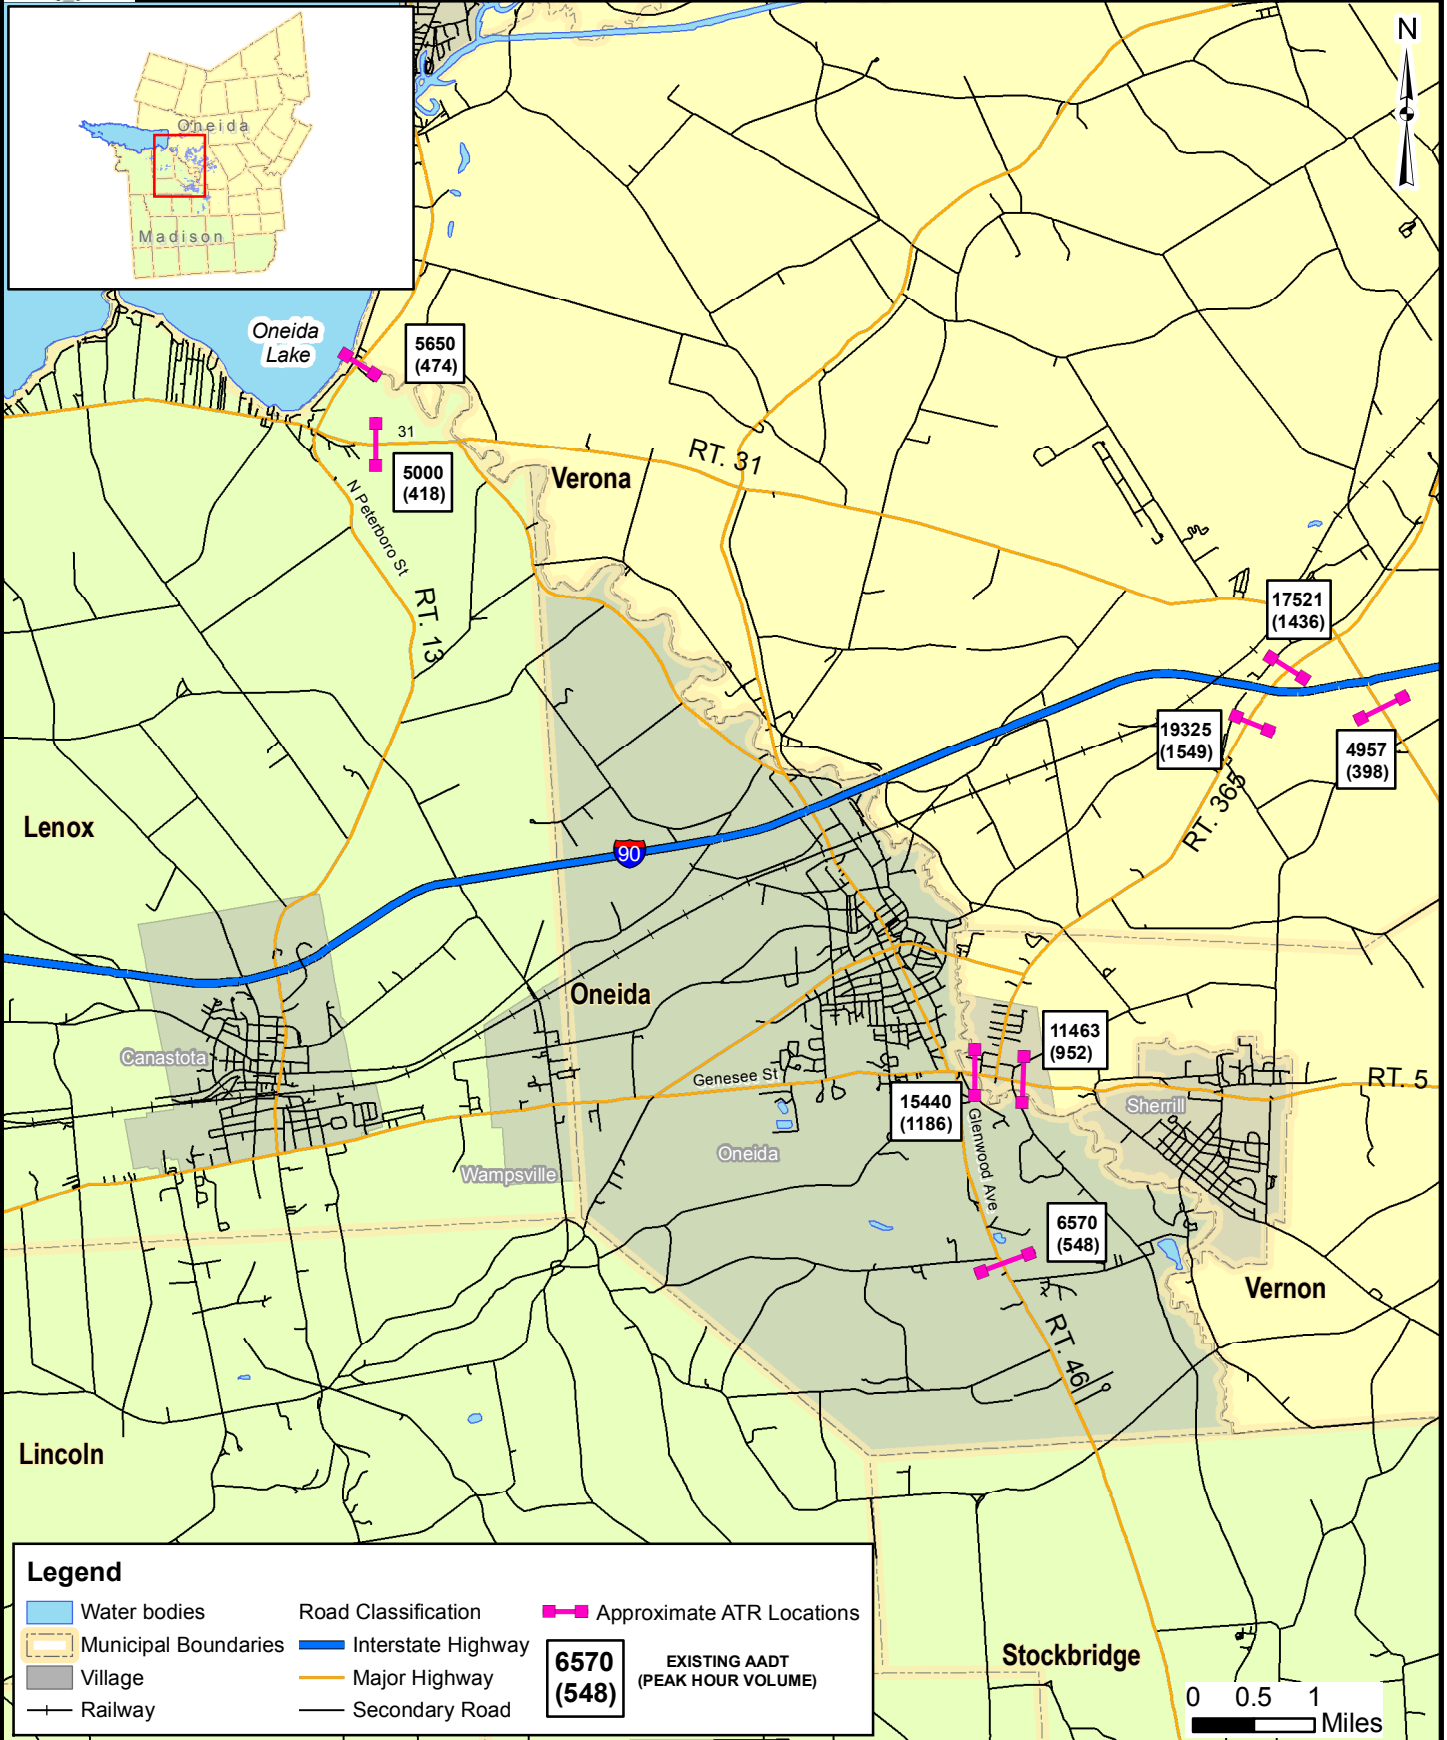 Oneida
Madison
N
Oneida
Lake
5650
(474)
31
5000
(418)
RT. 31
Verona
N Peterboro St
RT. 13
17521
(1436)
19325
(1549)
4957
(398)
RT. 365
Lenox
90
Oneida
Canastota
11463
(952)
Genesee St
RT. 5
15440
(1186)
Sherrill
Glenwood Ave
Oneida
Wampsville
6570
(548)
Vernon
RT. 46
Lincoln
Stockbridge
Legend
Water bodies
Municipal Boundaries
Village
Railway
Road Classification
Interstate Highway
Major Highway
Secondary Road
Approximate ATR Locations
6570
(548)
EXISTING AADT
(PEAK HOUR VOLUME)
0 0.5 1
Miles